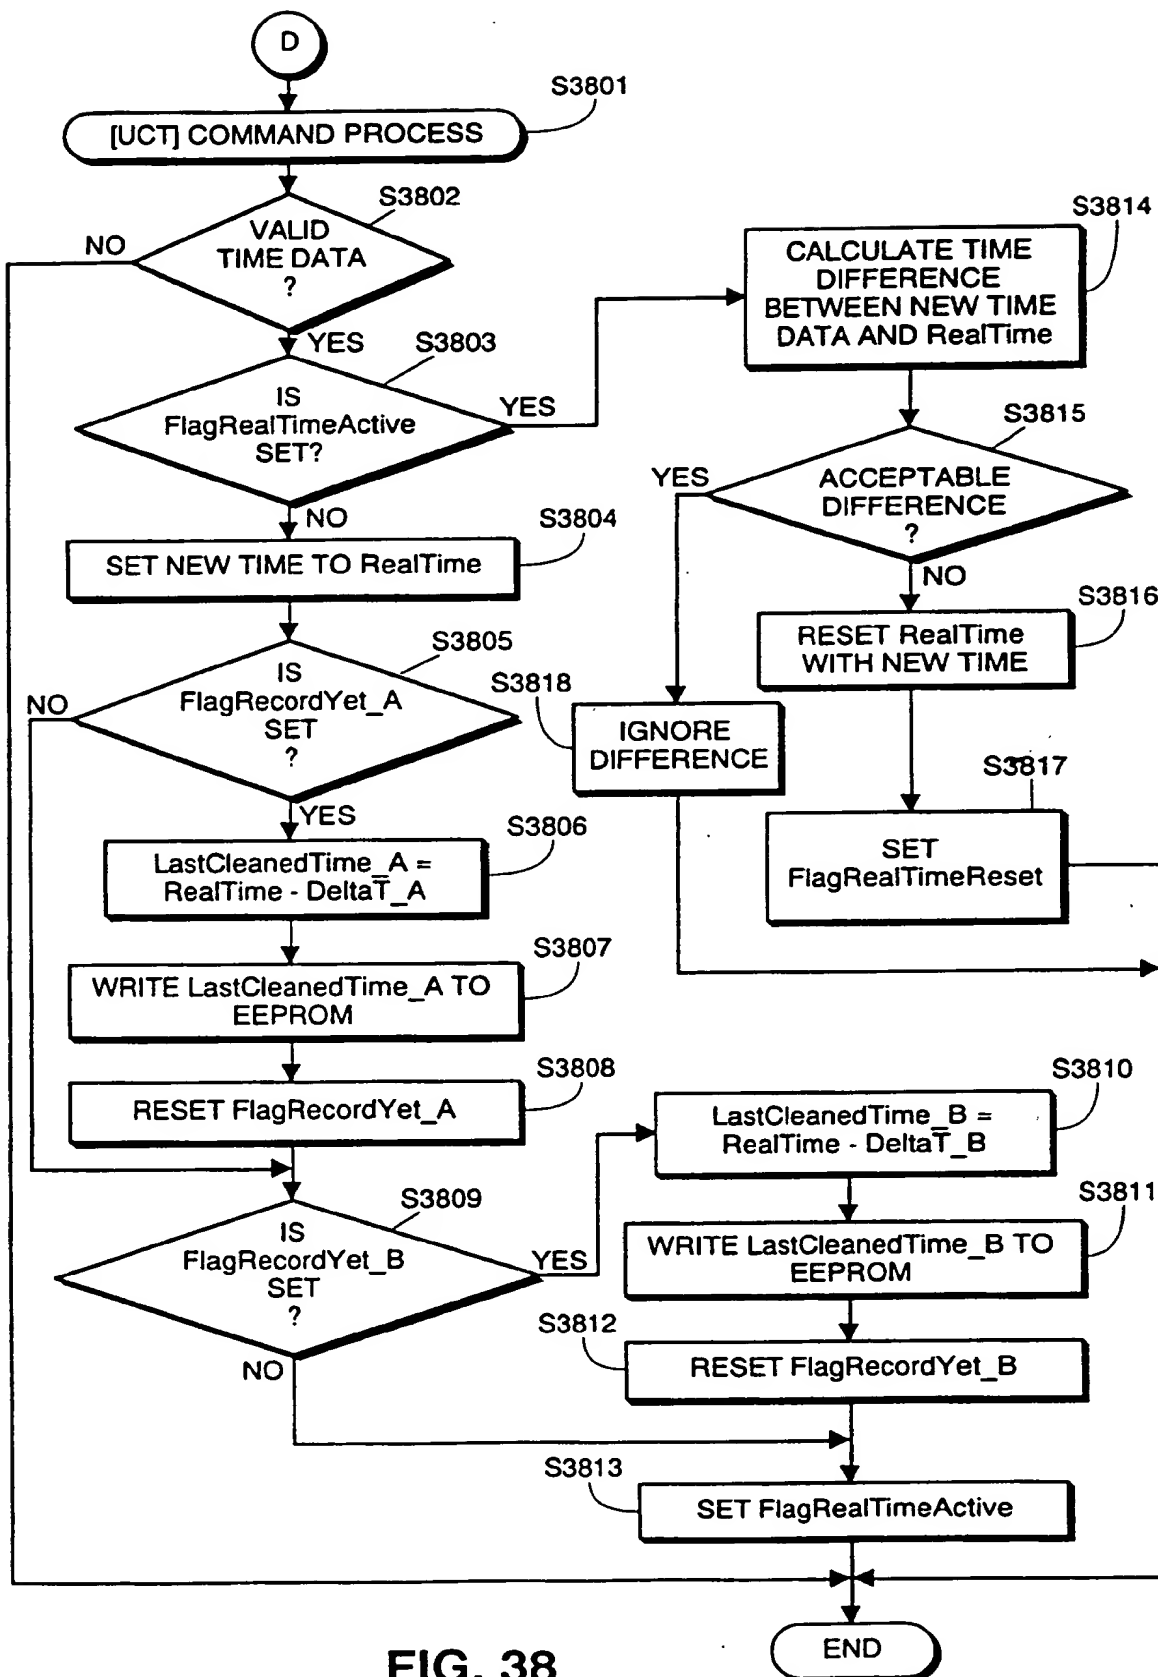 D
S3801
[UCT] COMMAND PROCESS
S3802
VALID
TIME DATA
?
NO
YES
S3803
IS
FlagRealTimeActive
SET?
YES
NO
S3804
SET NEW TIME TO RealTime
S3805
IS
FlagRecordYet_A
SET
?
NO
YES
S3806
LastCleanedTime_A =
RealTime - DeltaT_A
S3807
WRITE LastCleanedTime_A TO
EEPROM
S3808
RESET FlagRecordYet_A
S3809
IS
FlagRecordYet_B
SET
?
YES
NO
S3814
CALCULATE TIME
DIFFERENCE
BETWEEN NEW TIME
DATA AND RealTime
S3815
ACCEPTABLE
DIFFERENCE
?
YES
NO
S3816
RESET RealTime
WITH NEW TIME
S3818
IGNORE
DIFFERENCE
S3817
SET
FlagRealTimeReset
S3810
LastCleanedTime_B =
RealTime - DeltaT_B
S3811
WRITE LastCleanedTime_B TO
EEPROM
S3812
RESET FlagRecordYet_B
S3813
SET FlagRealTimeActive
END
FIG. 38